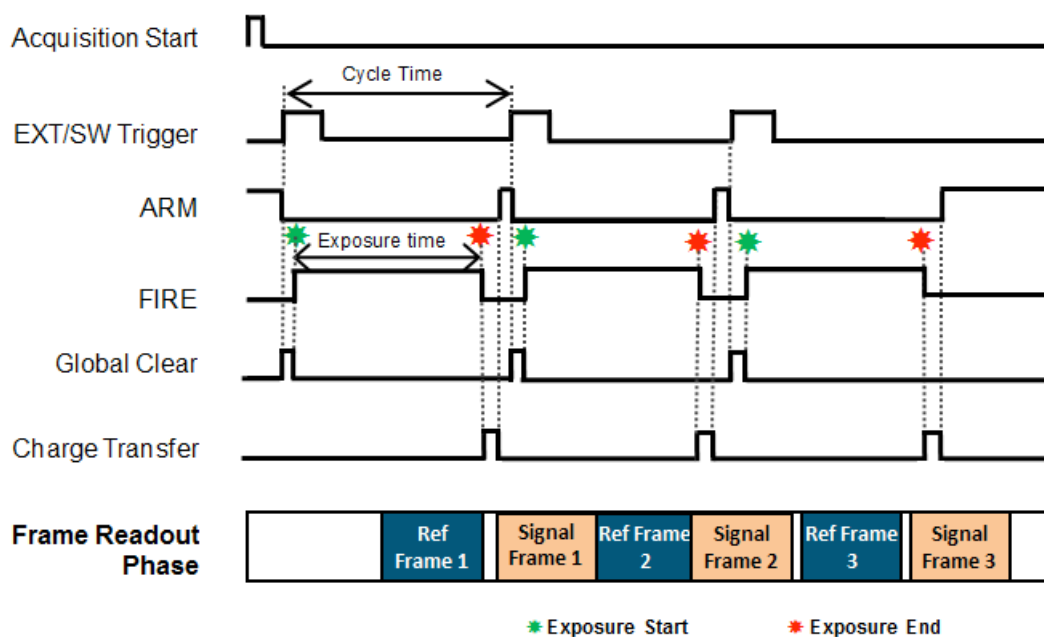 Acquisition Start
Cycle Time
EXT/SW Trigger
ARM
Exposure time
FIRE
Global Clear
Charge Transfer
Frame Readout
Phase
Ref
Frame 1
Signal
Frame 1
Ref Frame
2
Signal
Frame 2
Ref Frame
3
Signal
Frame 3
Exposure Start
Exposure End